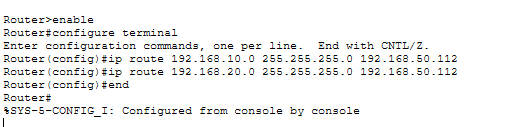 Router>enable
Router#configure terminal
Enter configuration commands, one per line.  End with CNTL/Z.
Router(config)#ip route 192.168.10.0 255.255.255.0 192.168.50.112
Router(config)#ip route 192.168.20.0 255.255.255.0 192.168.50.112
Router(config)#end
Router#
%SYS-5-CONFIG_I: Configured from console by console